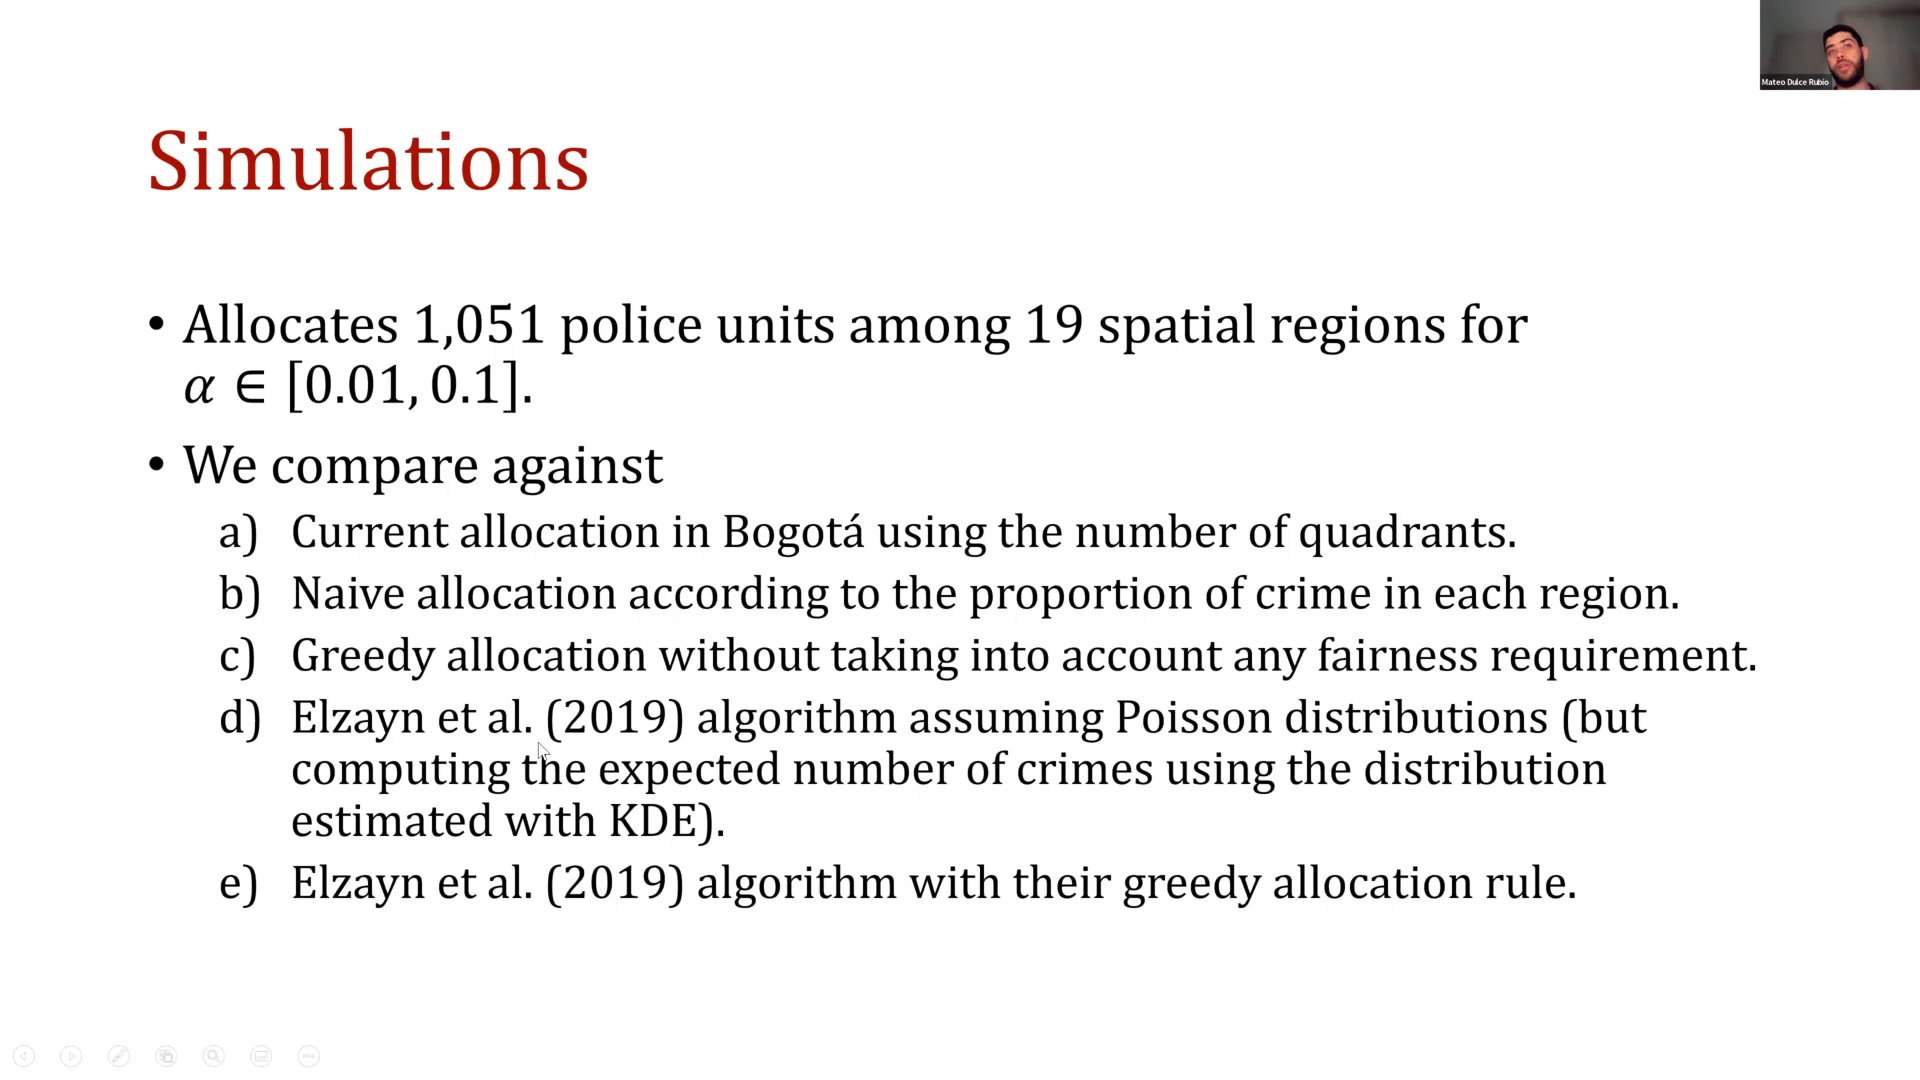 Mateo Dulce Rubio
Simulations
• Allocates 1,051 police units among 19 spatial regions for
α ∈ [0.01, 0.1].
• We compare against
a) Current allocation in Bogotá using the number of quadrants.
b) Naive allocation according to the proportion of crime in each region.
c) Greedy allocation without taking into account any fairness requirement.
d) Elzayn et al. (2019) algorithm assuming Poisson distributions (but
computing the expected number of crimes using the distribution
estimated with KDE).
e) Elzayn et al. (2019) algorithm with their greedy allocation rule.